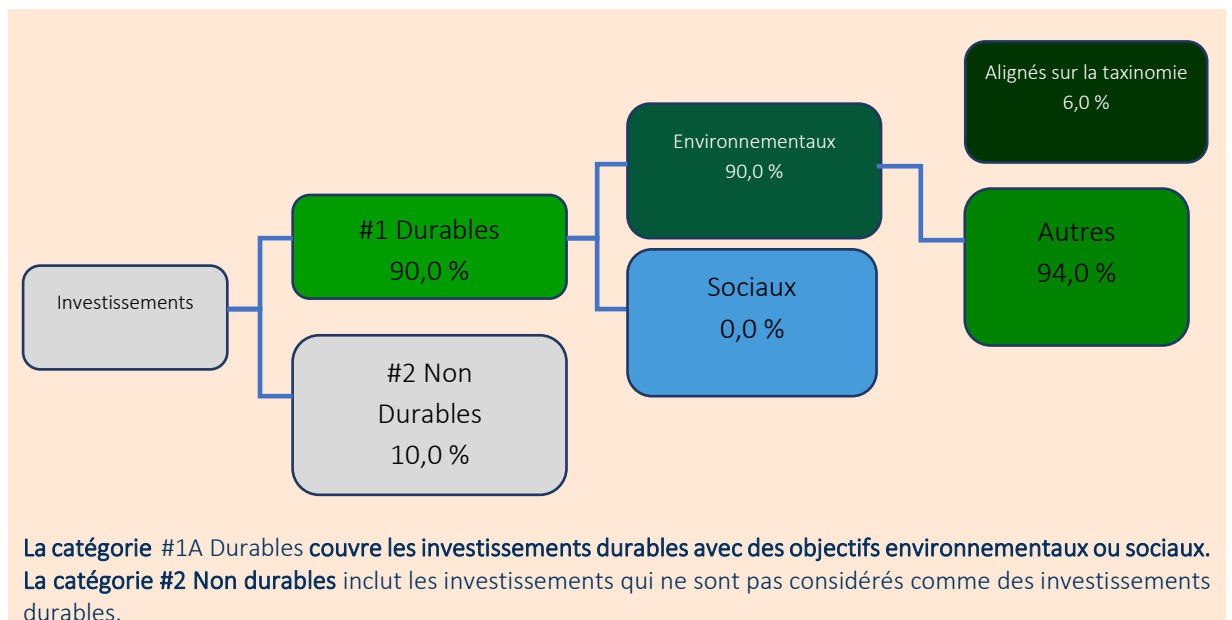 Investissements
#1 Durables
90,0 %
#2 Non
Durables
10,0 %
Environnementaux
90,0 %
Sociaux
0,0 %
Alignés sur la taxinomie
6,0 %
Autres
94,0 %
La catégorie #1A Durables couvre les investissements durables avec des objectifs environnementaux ou sociaux.
La catégorie #2 Non durables inclut les investissements qui ne sont pas considérés comme des investissements
durables.